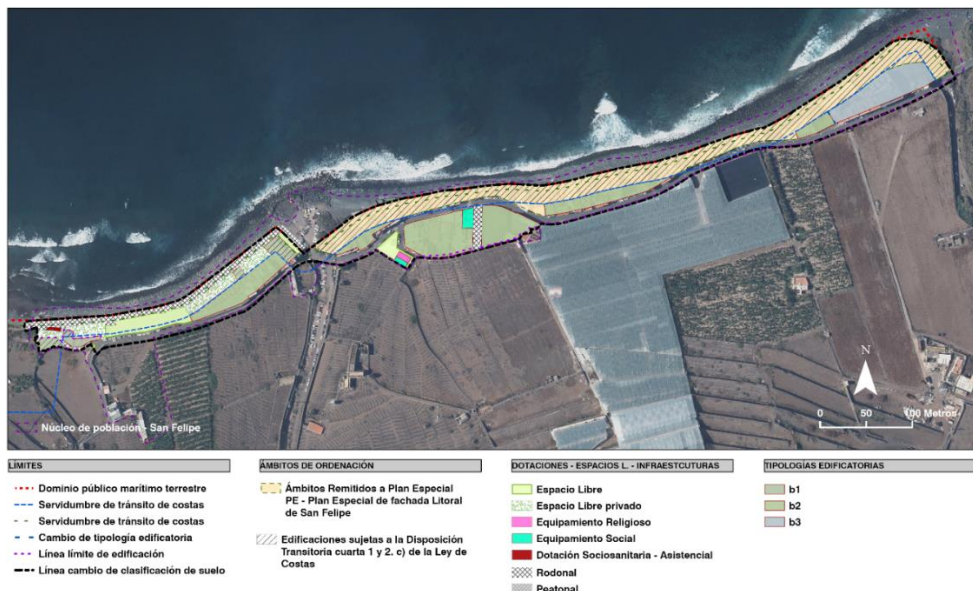 N
0 50 100 Metros
Núcleo de población - San Felipe
LÍMITES
Dominio público marítimo terrestre
Servidumbre de tránsito de costas
Servidumbre de tránsito de costas
Cambio de tipología edificatoria
Línea límite de edificación
Línea cambio de clasificación de suelo
ÁMBITOS DE ORDENACIÓN
Ámbitos Remitidos a Plan Especial
PE - Plan Especial de fachada Litoral
de San Felipe
Edificaciones sujetas a la Disposición
Transitoria cuarta 1 y 2. c) de la Ley de
Costas
DOTACIONES - ESPACIOS L. - INFRAESTCUTURAS
Espacio Libre
Espacio Libre privado
Equipamiento Religioso
Equipamiento Social
Dotación Sociosanitaria - Asistencial
Rodonal
Peatonal
TIPOLOGÍAS EDIFICATORIAS
b1
b2
b3